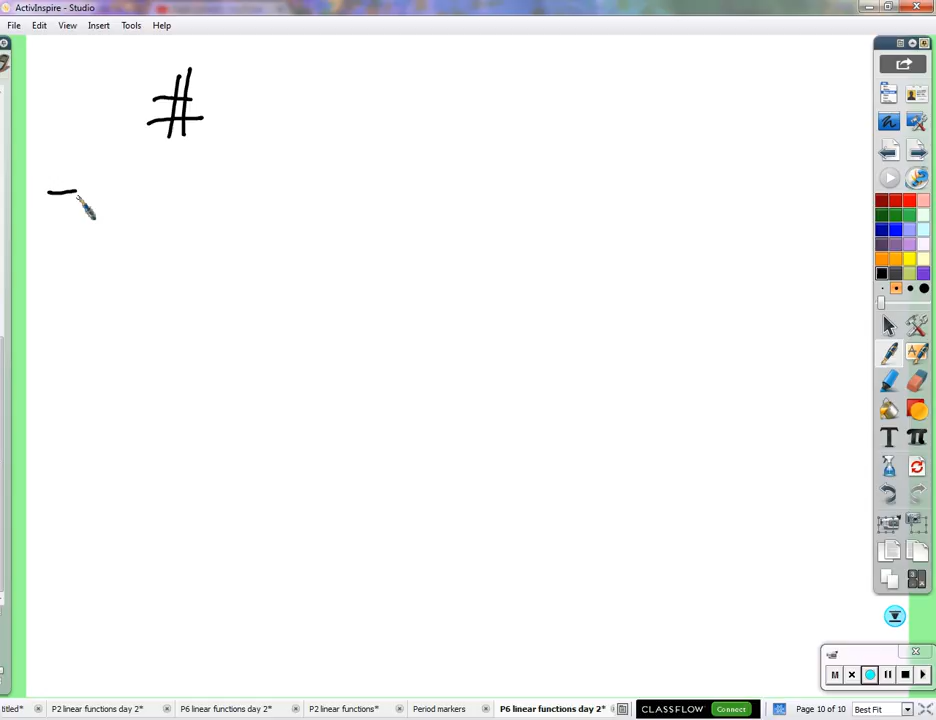 ActivInspire - Studio
File Edit View Insert Tools Help
#
—
T π
M
itled* P2 linear functions day 2* P6 linear functions day 2* P2 linear functions* Period markers P6 linear functions day 2* CLASSFLOW Connect Page 10 of 10 Best Fit